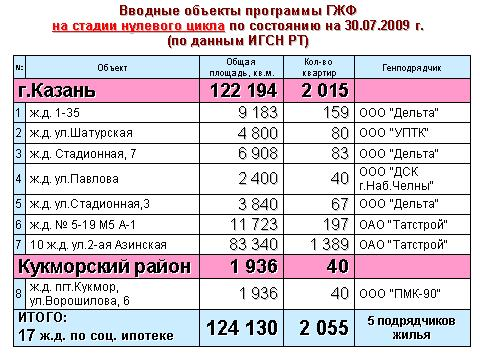 Вводные объекты программы ГЖФ
на стадии нулевого цикла по состоянию на 30.07.2009 г.
(по данным ИГСН РТ)
№ Объект Общая площадь, кв.м. Кол-во квартир Генподрядчик
г.Казань 122 194 2 015
1 ж.д. 1-35 9 183 159 ООО "Дельта"
2 ж.д. ул.Шатурская 4 800 80 ООО "УПТК"
3 ж.д. Стадионная, 7 6 908 83 ООО "Дельта"
4 ж.д. ул.Павлова 2 400 40 ООО "ДСК г.Наб.Челны"
5 ж.д. ул.Стадионная,3 3 840 67 ООО "Дельта"
6 ж.д. № 5-19 М5 А-1 11 723 197 ОАО "Татстрой"
7 10 ж.д. ул.2-ая Азинская 83 340 1 389 ОАО "Татстрой"
Кукморский район 1 936 40
8 ж.д. пгт.Кукмор, ул.Ворошилова, 6 1 936 40 ООО "ПМК-90"
ИТОГО:
17 ж.д. по соц. ипотеке 124 130 2 055 5 подрядчиков жилья